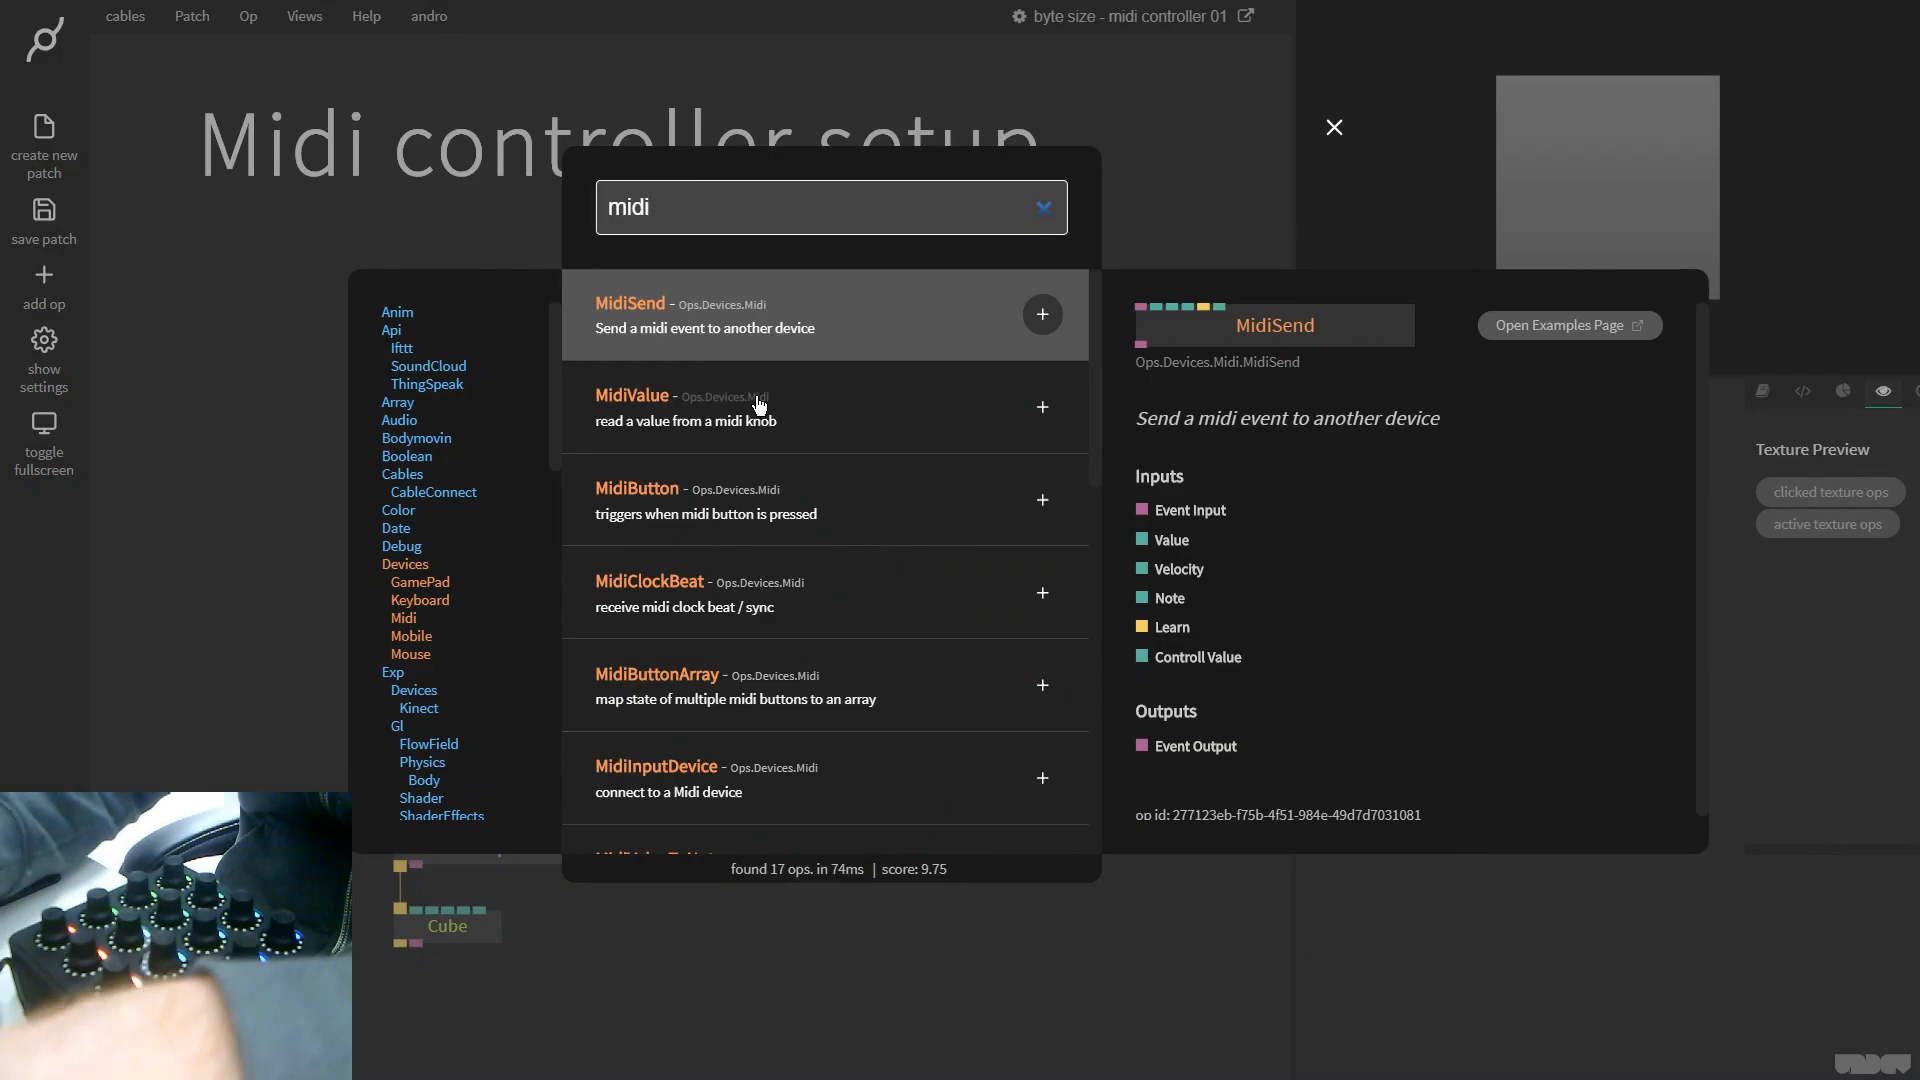 cables Patch Op Views Help andro
byte size - midi controller 01
Midi controller setup
create new
patch
save patch
add op
show
settings
toggle
fullscreen
midi
Anim
Api
Ifttt
SoundCloud
ThingSpeak
Array
Audio
Bodymovin
Boolean
Cables
CableConnect
Color
Date
Debug
Devices
GamePad
Keyboard
Midi
Mobile
Mouse
Exp
Devices
Kinect
Gl
FlowField
Physics
Body
Shader
ShaderEffects
MidiSend - Ops.Devices.Midi
Send a midi event to another device
MidiValue - Ops.Devices.Midi
read a value from a midi knob
MidiButton - Ops.Devices.Midi
triggers when midi button is pressed
MidiClockBeat - Ops.Devices.Midi
receive midi clock beat / sync
MidiButtonArray - Ops.Devices.Midi
map state of multiple midi buttons to an array
MidiInputDevice - Ops.Devices.Midi
connect to a Midi device
found 17 ops. in 74ms | score: 9.75
MidiSend
Open Examples Page
Ops.Devices.Midi.MidiSend
Send a midi event to another device
Inputs
Event Input
Value
Velocity
Note
Learn
Controll Value
Outputs
Event Output
op id: 277123eb-f75b-4f51-984e-49d7d7031081
Texture Preview
clicked texture ops
active texture ops
Cube